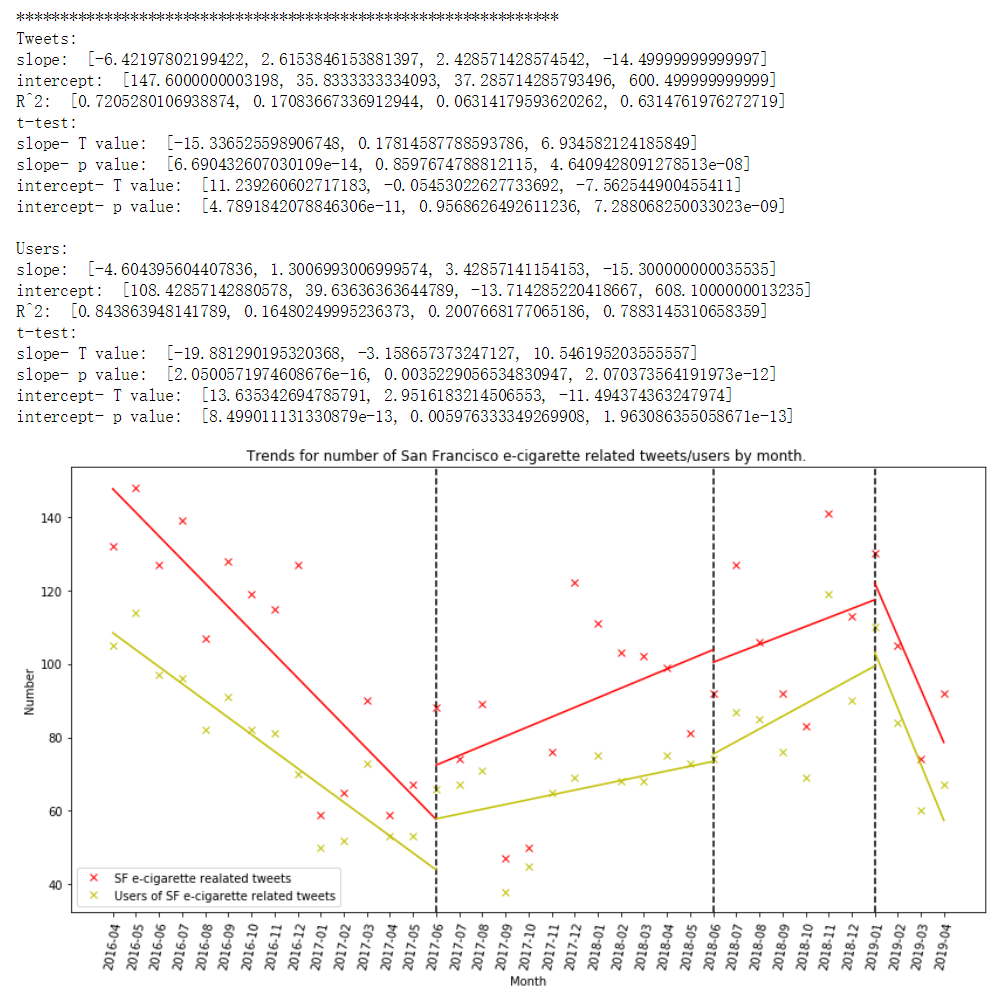 ****************************************************************
Tweets:
slope:  [-6.42197802199422, 2.6153846153881397, 2.428571428574542, -14.49999999999997]
intercept:  [147.6000000003198, 35.8333333334093, 37.285714285793496, 600.499999999999]
R^2:  [0.7205280106938874, 0.17083667336912944, 0.06314179593620262, 0.6314761976272719]
t-test:
slope- T value:  [-15.336525598906748, 0.17814587788593786, 6.934582124185849]
slope- p value:  [6.690432607030109e-14, 0.8597674788812115, 4.6409428091278513e-08]
intercept- T value:  [11.239260602717183, -0.05453022627733692, -7.562544900455411]
intercept- p value:  [4.7891842078846306e-11, 0.9568626492611236, 7.288068250033023e-09]
Users:
slope:  [-4.604395604407836, 1.3006993006999574, 3.42857141154153, -15.300000000035535]
intercept:  [108.42857142880578, 39.63636363644789, -13.714285220418667, 608.1000000013235]
R^2:  [0.843863948141789, 0.16480249995236373, 0.2007668177065186, 0.7883145310658359]
t-test:
slope- T value:  [-19.881290195320368, -3.158657373247127, 10.546195203555557]
slope- p value:  [2.0500571974608676e-16, 0.0035229056534830947, 2.070373564191973e-12]
intercept- T value:  [13.635342694785791, 2.9516183214506553, -11.494374363247974]
intercept- p value:  [8.499011131330879e-13, 0.005976333349269908, 1.963086355058671e-13]
Trends for number of San Francisco e-cigarette related tweets/users by month.
Number
140
120
100
80
60
40
SF e-cigarette realated tweets
Users of SF e-cigarette related tweets
2016-04
2016-05
2016-06
2016-07
2016-08
2016-09
2016-10
2016-11
2016-12
2017-01
2017-02
2017-03
2017-04
2017-05
2017-06
2017-07
2017-08
2017-09
2017-10
2017-11
2017-12
2018-01
2018-02
2018-03
2018-04
2018-05
2018-06
2018-07
2018-08
2018-09
2018-10
2018-11
2018-12
2019-01
2019-02
2019-03
2019-04
Month